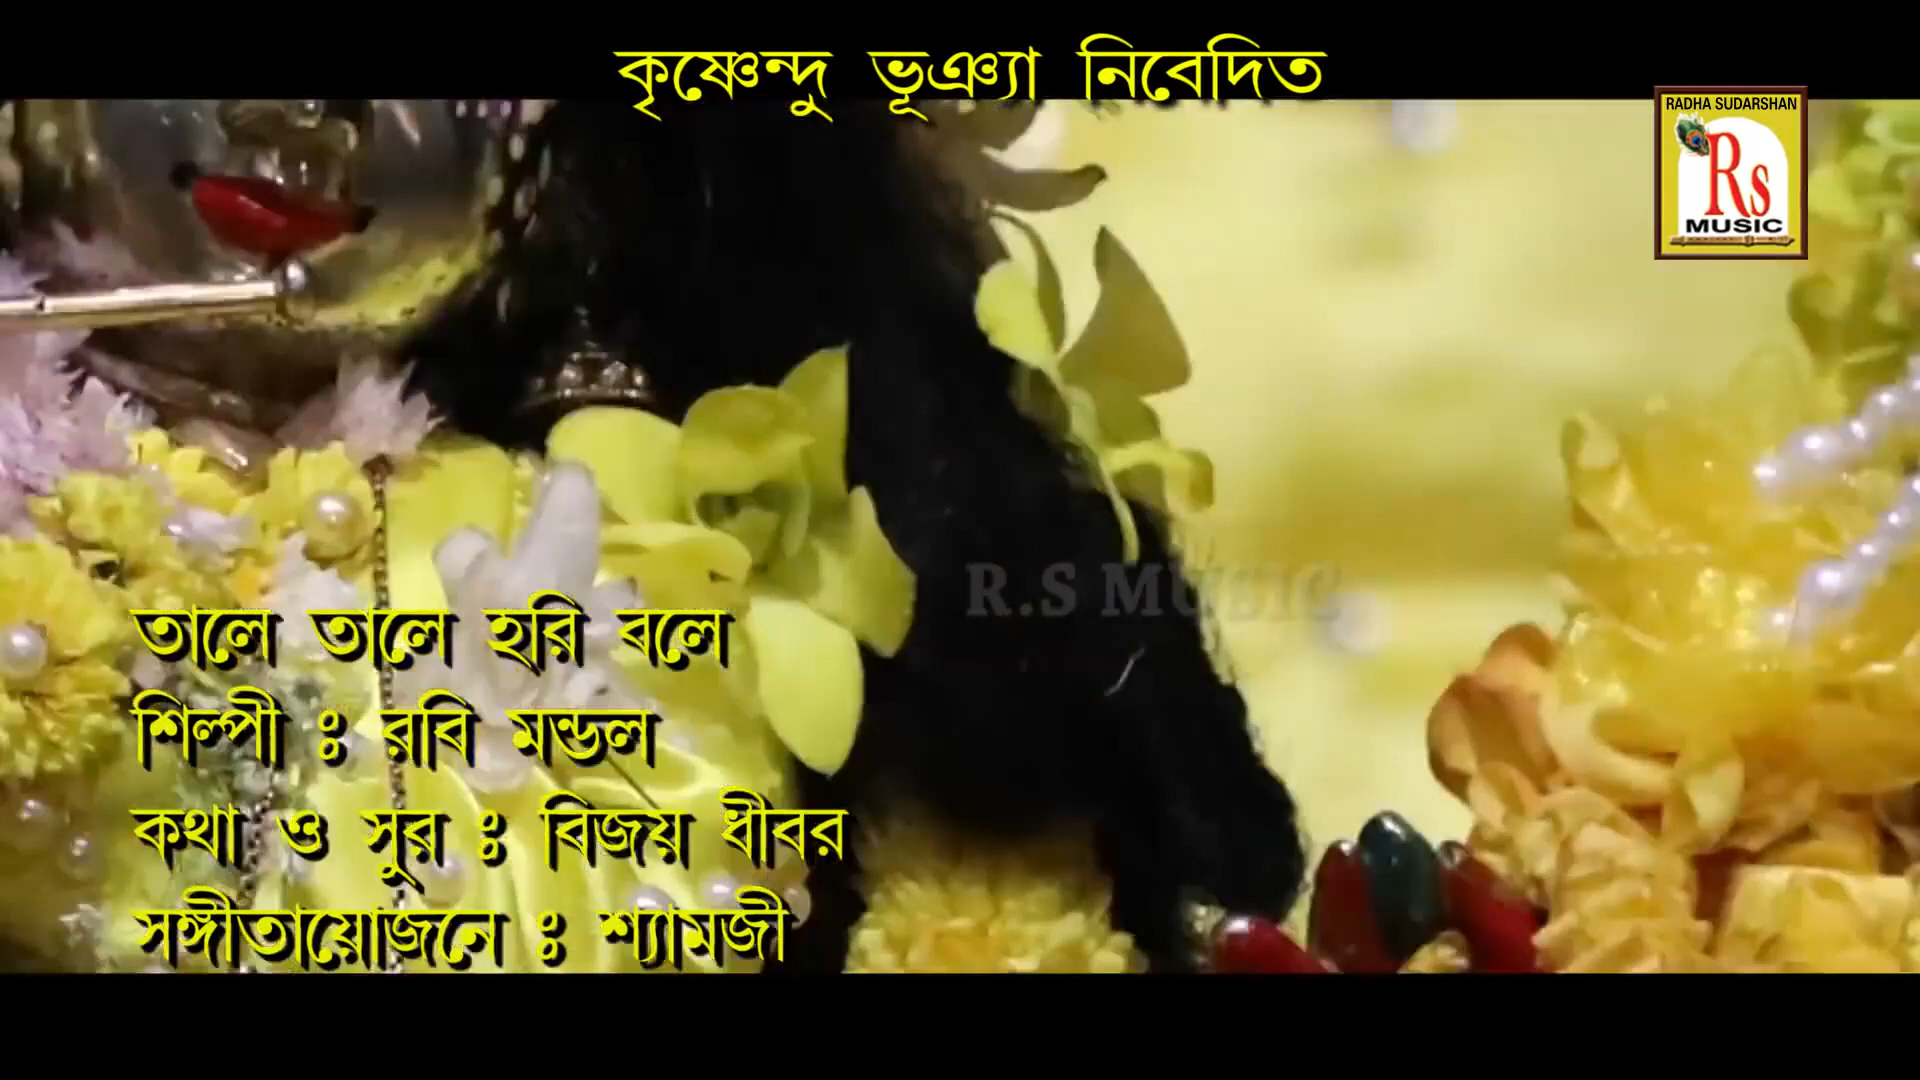 কৃষ্ণেন্দু ভূঞ্যা নিবেদিত
RADHA SUDARSHAN
Rs
MUSIC
R.S MUSIC
তালে তালে হরি বলে
শিল্পী ঃ রবি মন্ডল
কথা ও সুর ঃ বিজয় ধীবর
সঙ্গীতায়োজনে ঃ শ্যামজী